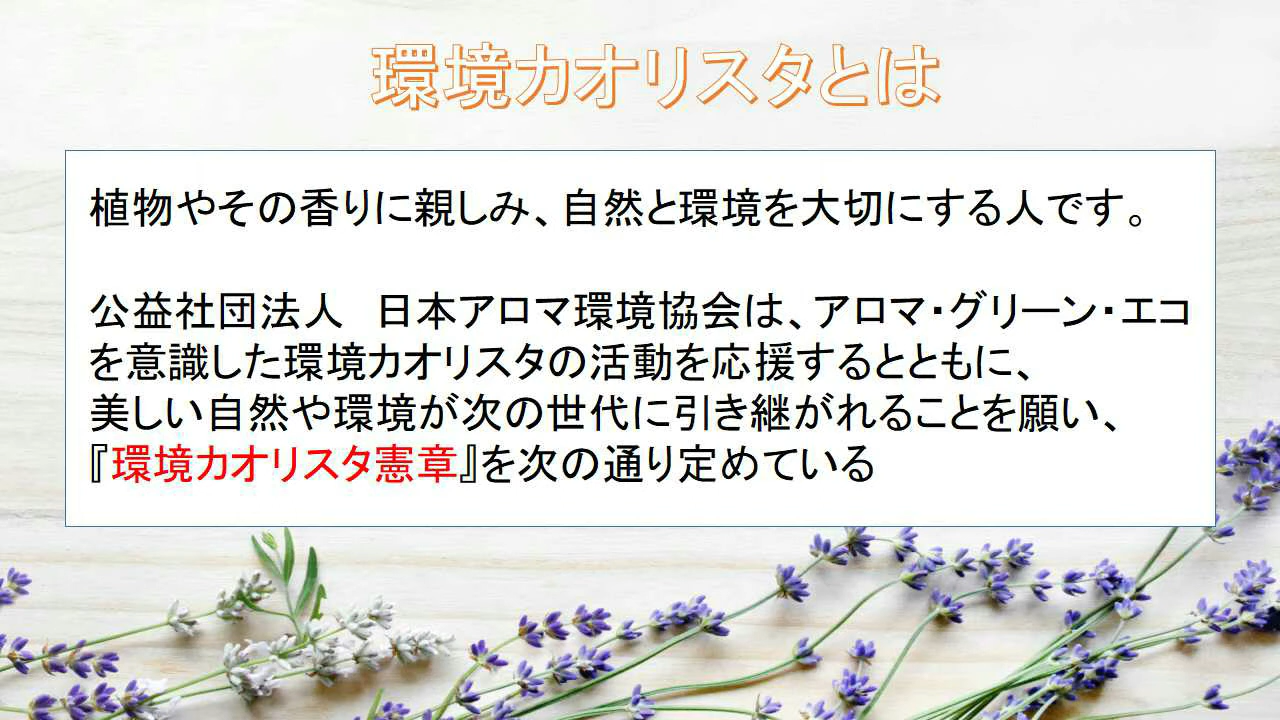 環境カオリスタとは
植物やその香りに親しみ、自然と環境を大切にする人です。
公益社団法人　日本アロマ環境協会は、アロマ・グリーン・エコ
を意識した環境カオリスタの活動を応援するとともに、
美しい自然や環境が次の世代に引き継がれることを願い、
『環境カオリスタ憲章』を次の通り定めている